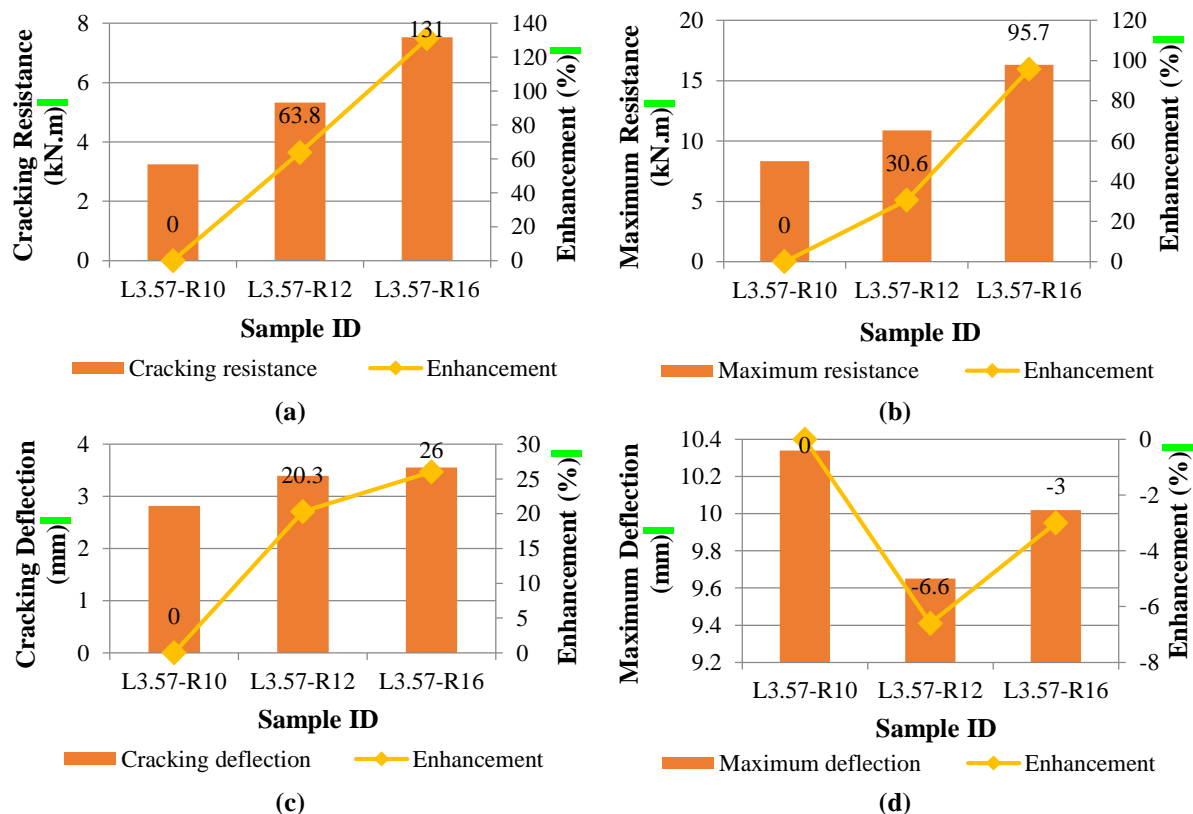 Cracking Resistance
(kN.m)
8
6
4
2
0
140
120
100
80
60
40
20
0
Enhancement (%)
0
63.8
131
L3.57-R10 L3.57-R12 L3.57-R16
Sample ID
Cracking resistance Enhancement
(a)
Maximum Resistance
(kN.m)
20
15
10
5
0
120
100
80
60
40
20
0
Enhancement (%)
0
30.6
95.7
L3.57-R10 L3.57-R12 L3.57-R16
Sample ID
Maximum resistance Enhancement
(b)
Cracking Deflection
(mm)
4
3
2
1
0
30
25
20
15
10
5
0
Enhancement (%)
0
20.3
26
L3.57-R10 L3.57-R12 L3.57-R16
Sample ID
Cracking deflection Enhancement
(c)
Maximum Deflection
(mm)
10.4
10.2
10
9.8
9.6
9.4
9.2
0
-2
-4
-6
-8
Enhancement (%)
0
-6.6
-3
L3.57-R10 L3.57-R12 L3.57-R16
Sample ID
Maximum deflection Enhancement
(d)